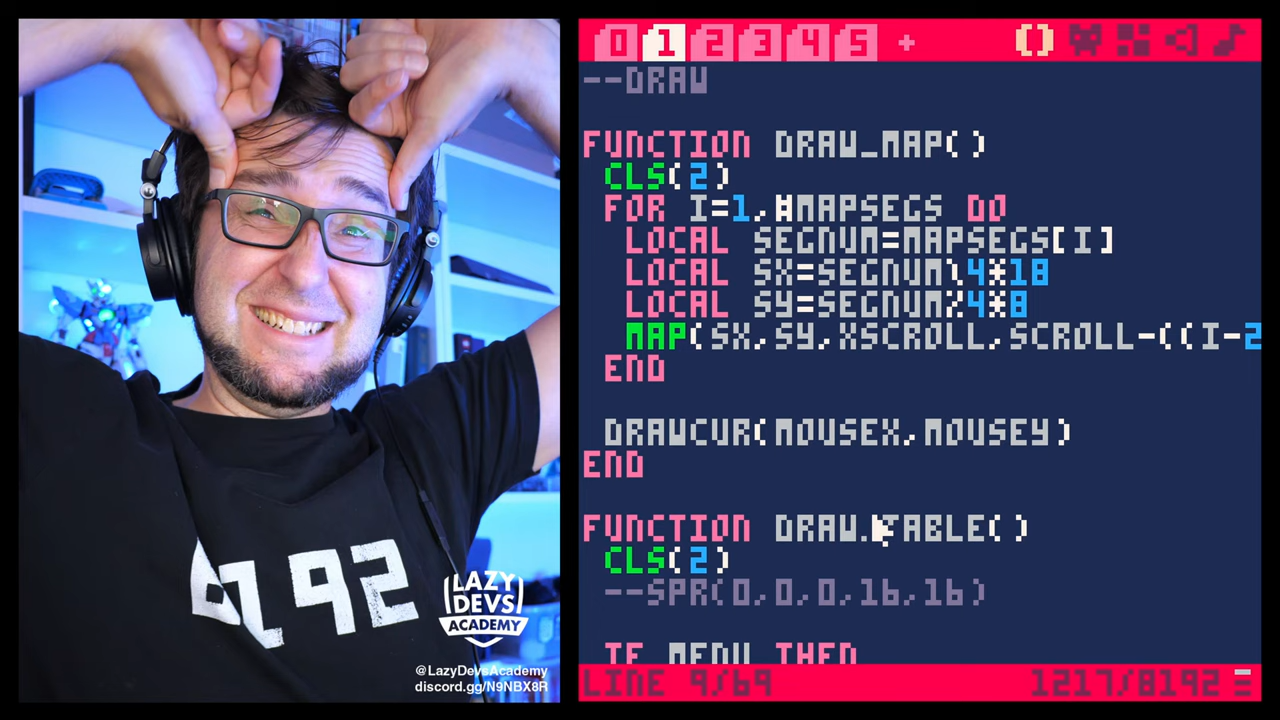 8192
LAZY
DEVS
ACADEMY
@LazyDevsAcademy
discord.gg/N9NBX8R
0 1 2 3 4 5 + ()
--DRAW
FUNCTION DRAW_MAP()
CLS(2)
FOR I=1,#MAPSEGS DO
LOCAL SEGNUM=MAPSEGS[I]
LOCAL SX=SEGNUM\4*18
LOCAL SY=SEGNUM%4*8
MAP(SX,SY,XSCROLL,SCROLL-((I-2
END
DRAWCUR(MOUSEX,MOUSEY)
END
FUNCTION DRAW_TABLE()
CLS(2)
--SPR(0,0,0,16,16)
IF MENU THEN
LINE 9/69
1217/8192